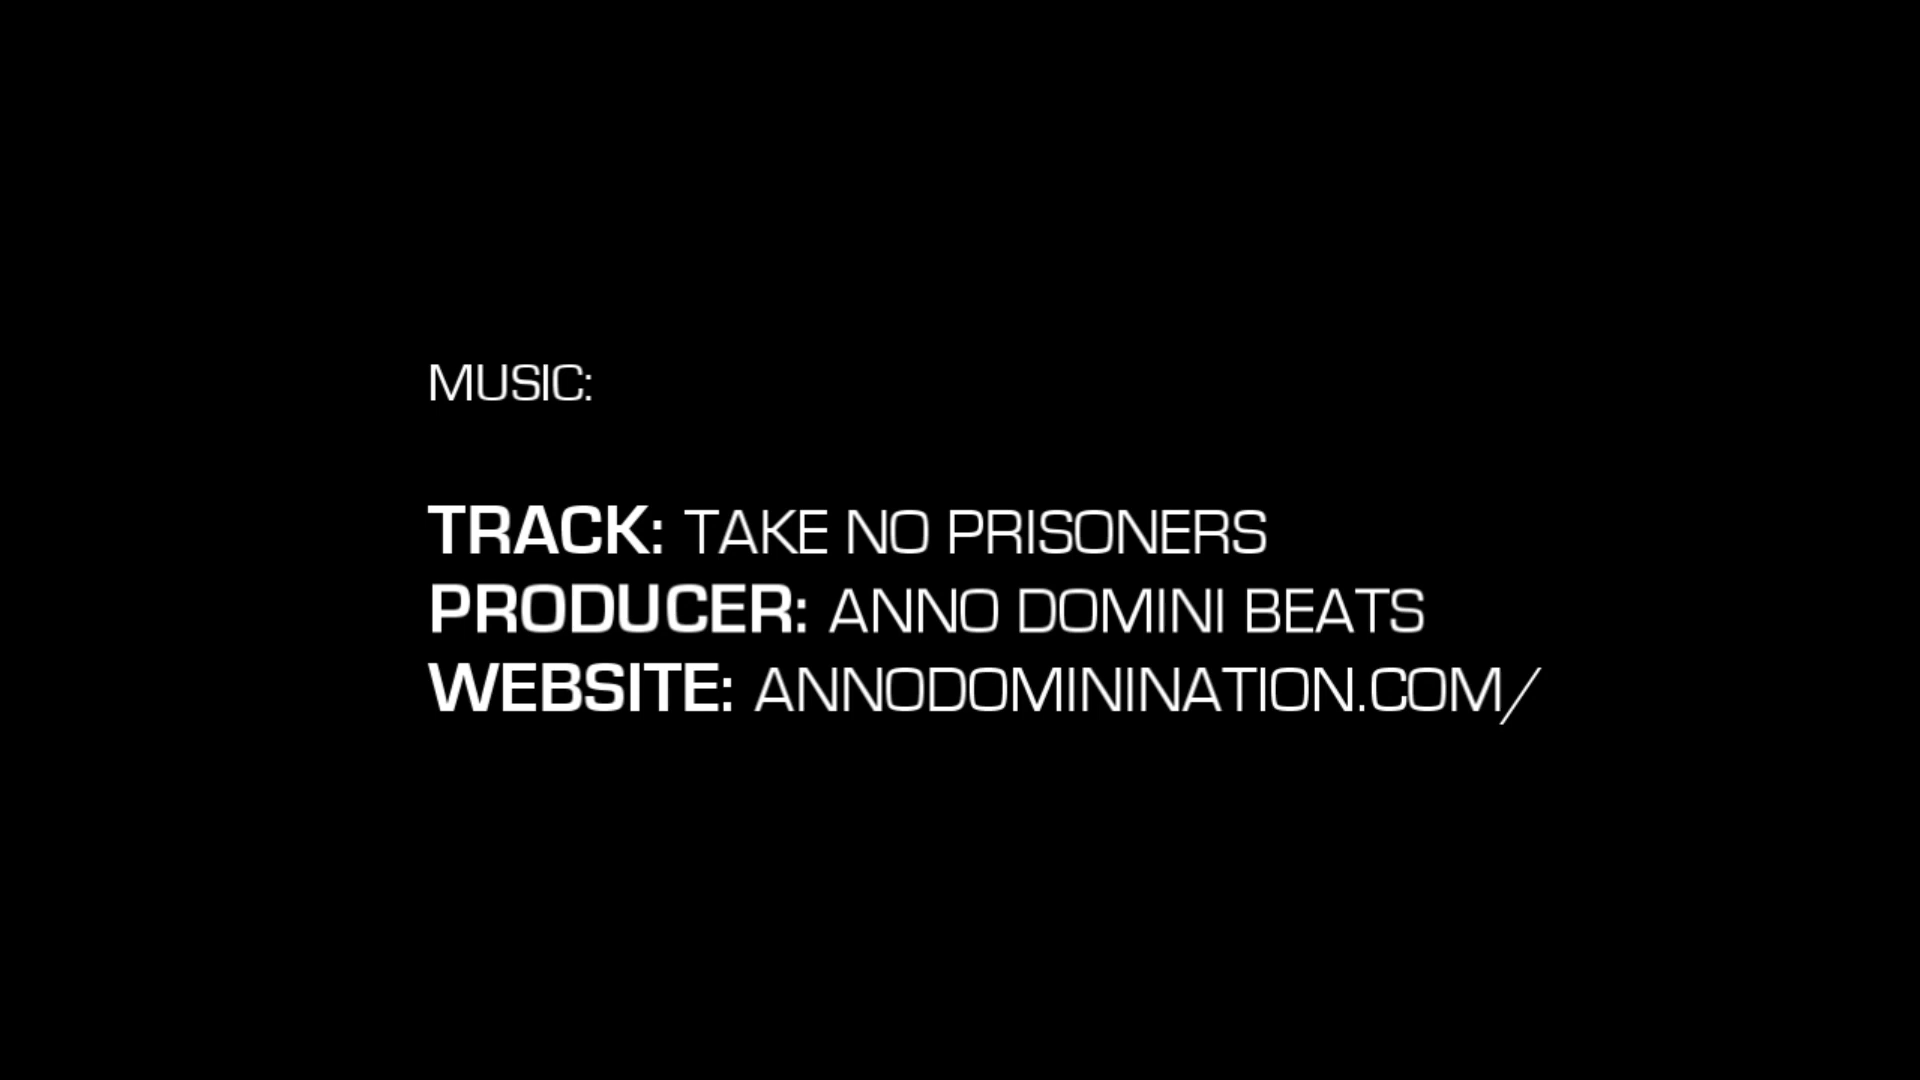 MUSIC:
TRACK: TAKE NO PRISONERS
PRODUCER: ANNO DOMINI BEATS
WEBSITE: ANNODOMININATION.COM/